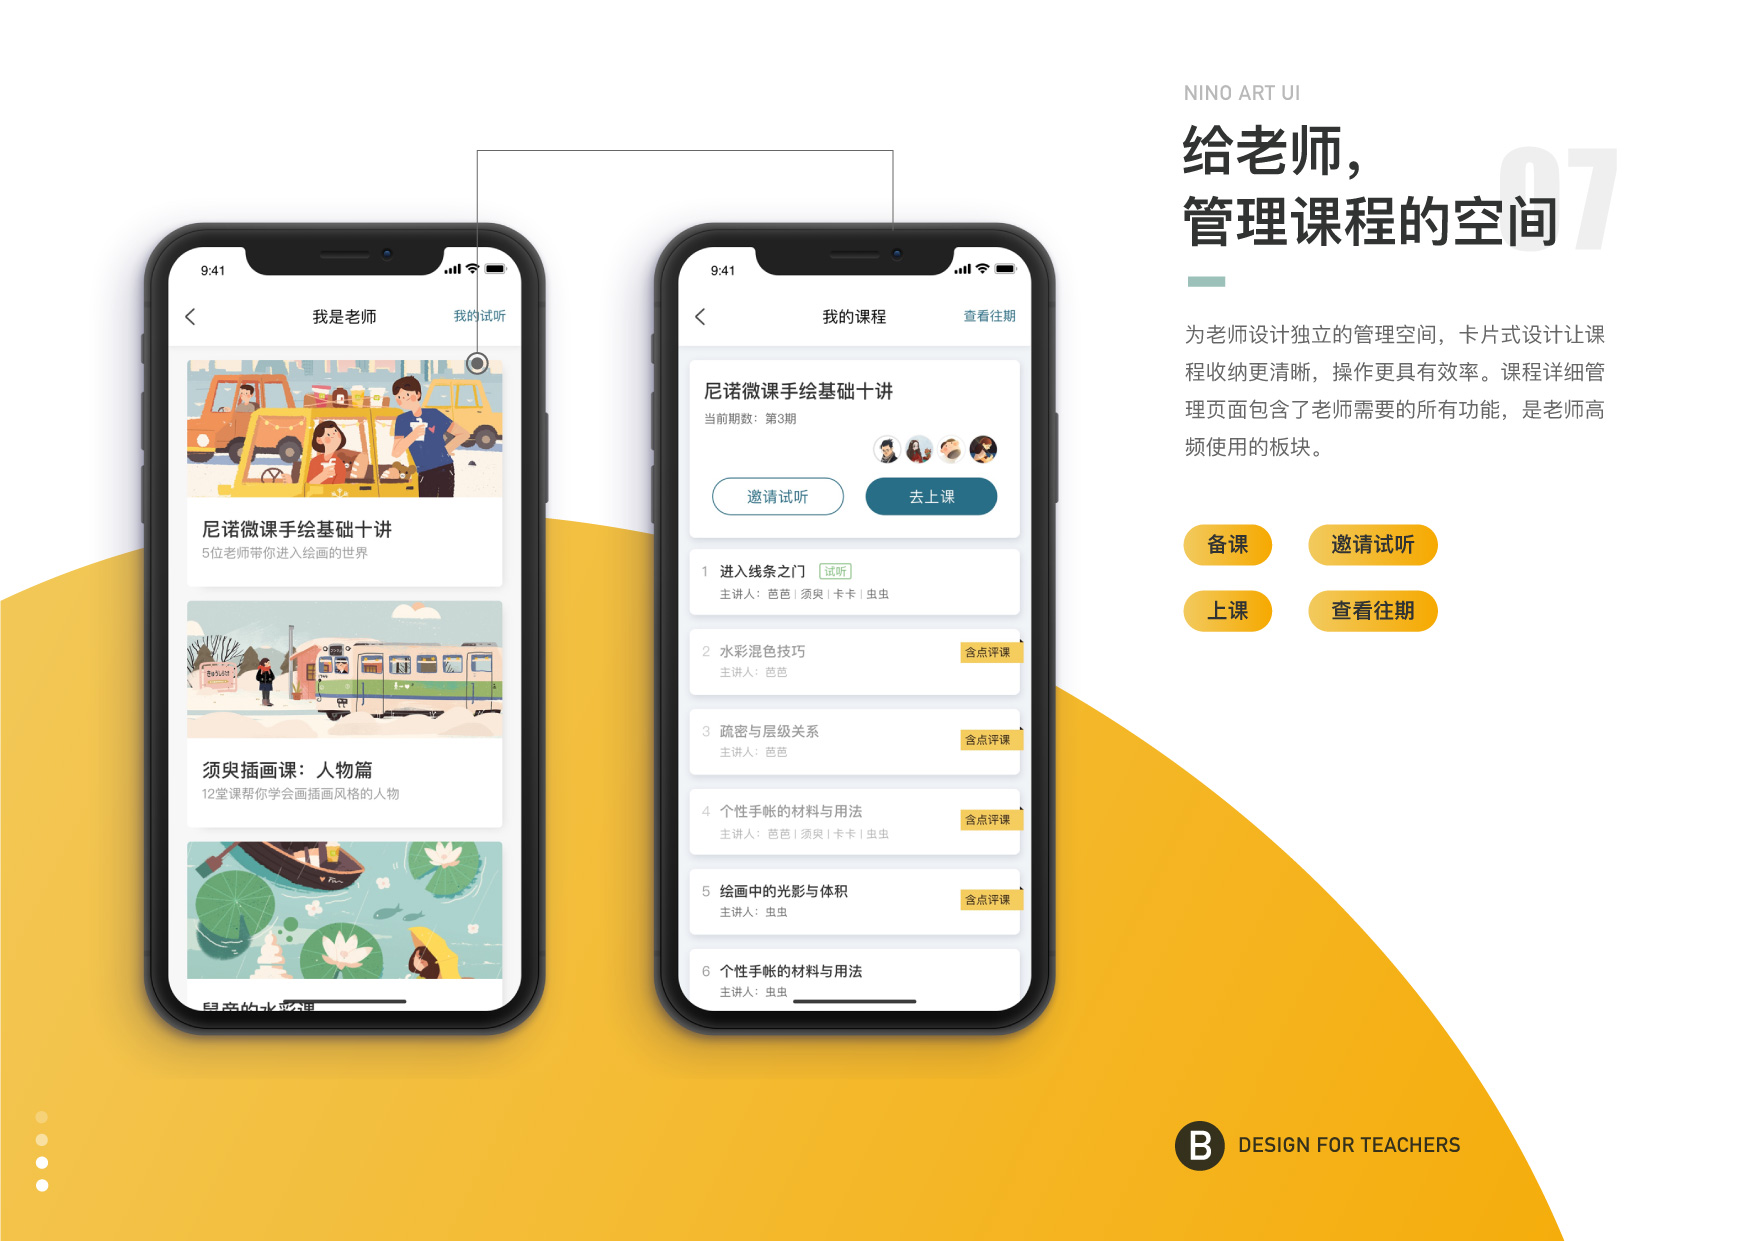 NINO ART UI
07
给老师，
管理课程的空间
为老师设计独立的管理空间，卡片式设计让课
程收纳更清晰，操作更具有效率。课程详细管
理页面包含了老师需要的所有功能，是老师高
频使用的板块。
备课
邀请试听
上课
查看往期
B
DESIGN FOR TEACHERS
9:41
我是老师
我的试听
尼诺微课手绘基础十讲
5位老师带你进入绘画的世界
须臾插画课：人物篇
12堂课帮你学会画插画风格的人物
鼠帝的水彩课
9:41
我的课程
查看往期
尼诺微课手绘基础十讲
当前期数：第3期
邀请试听
去上课
1 进入线条之门 试听
主讲人：芭芭 | 须臾 | 卡卡 | 虫虫
2 水彩混色技巧
主讲人：芭芭
含点评课
3 疏密与层级关系
主讲人：芭芭
含点评课
4 个性手帐的材料与用法
主讲人：芭芭 | 须臾 | 卡卡 | 虫虫
含点评课
5 绘画中的光影与体积
主讲人：虫虫
含点评课
6 个性手帐的材料与用法
主讲人：虫虫